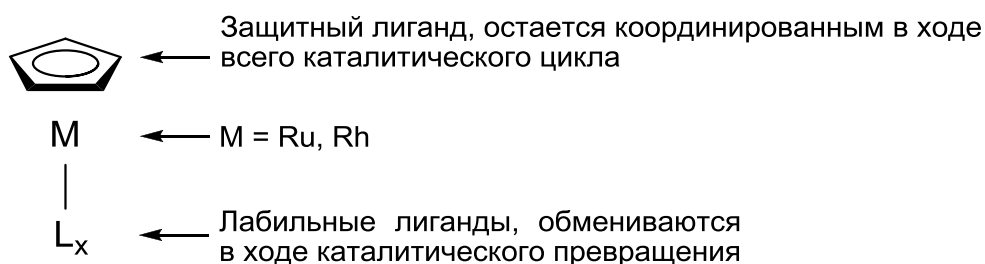 Защитный лиганд, остается координированным в ходе
всего каталитического цикла
M
M = Ru, Rh
Lx
Лабильные лиганды, обмениваются
в ходе каталитического превращения